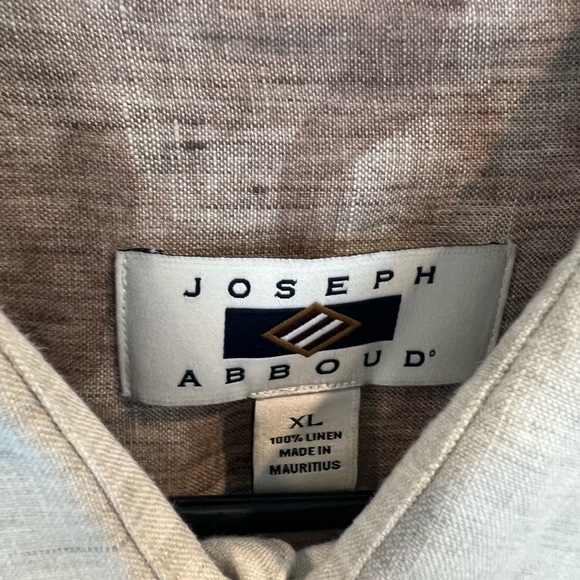 JOSEPH
ABBOUD®
XL
100% LINEN
MADE IN
MAURITIUS